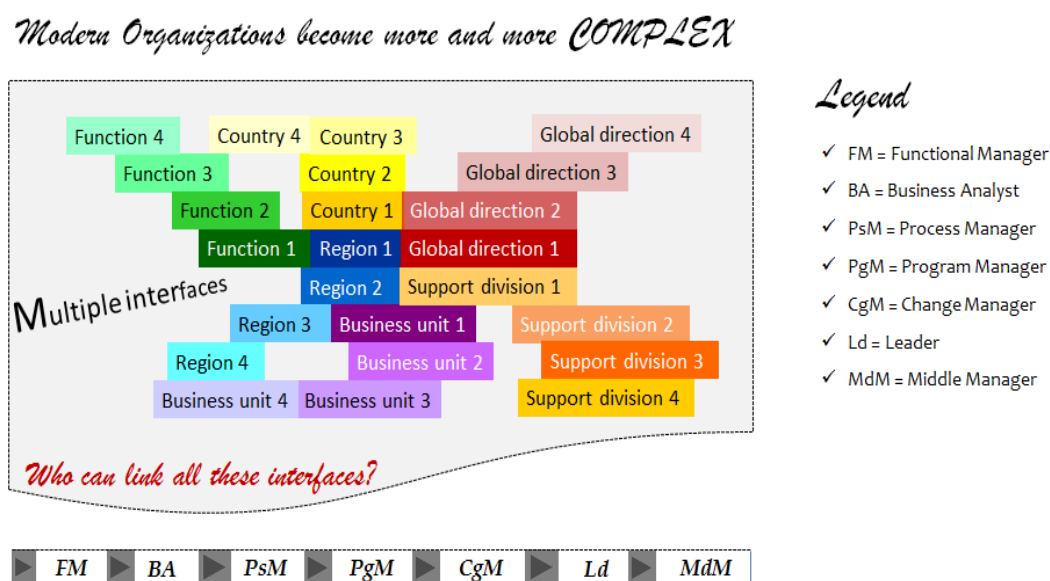 Modern Organizations become more and more COMPLEX
Function 4 Country 4 Country 3 Global direction 4
Function 3 Country 2 Global direction 3
Function 2 Country 1 Global direction 2
Function 1 Region 1 Global direction 1
Multiple interfaces
Region 2 Support division 1
Region 3 Business unit 1 Support division 2
Region 4 Business unit 2 Support division 3
Business unit 4 Business unit 3 Support division 4
Who can link all these interfaces?
FM BA PsM PgM CgM Ld MdM
Legend
✓ FM = Functional Manager
✓ BA = Business Analyst
✓ PsM = Process Manager
✓ PgM = Program Manager
✓ CgM = Change Manager
✓ Ld = Leader
✓ MdM = Middle Manager